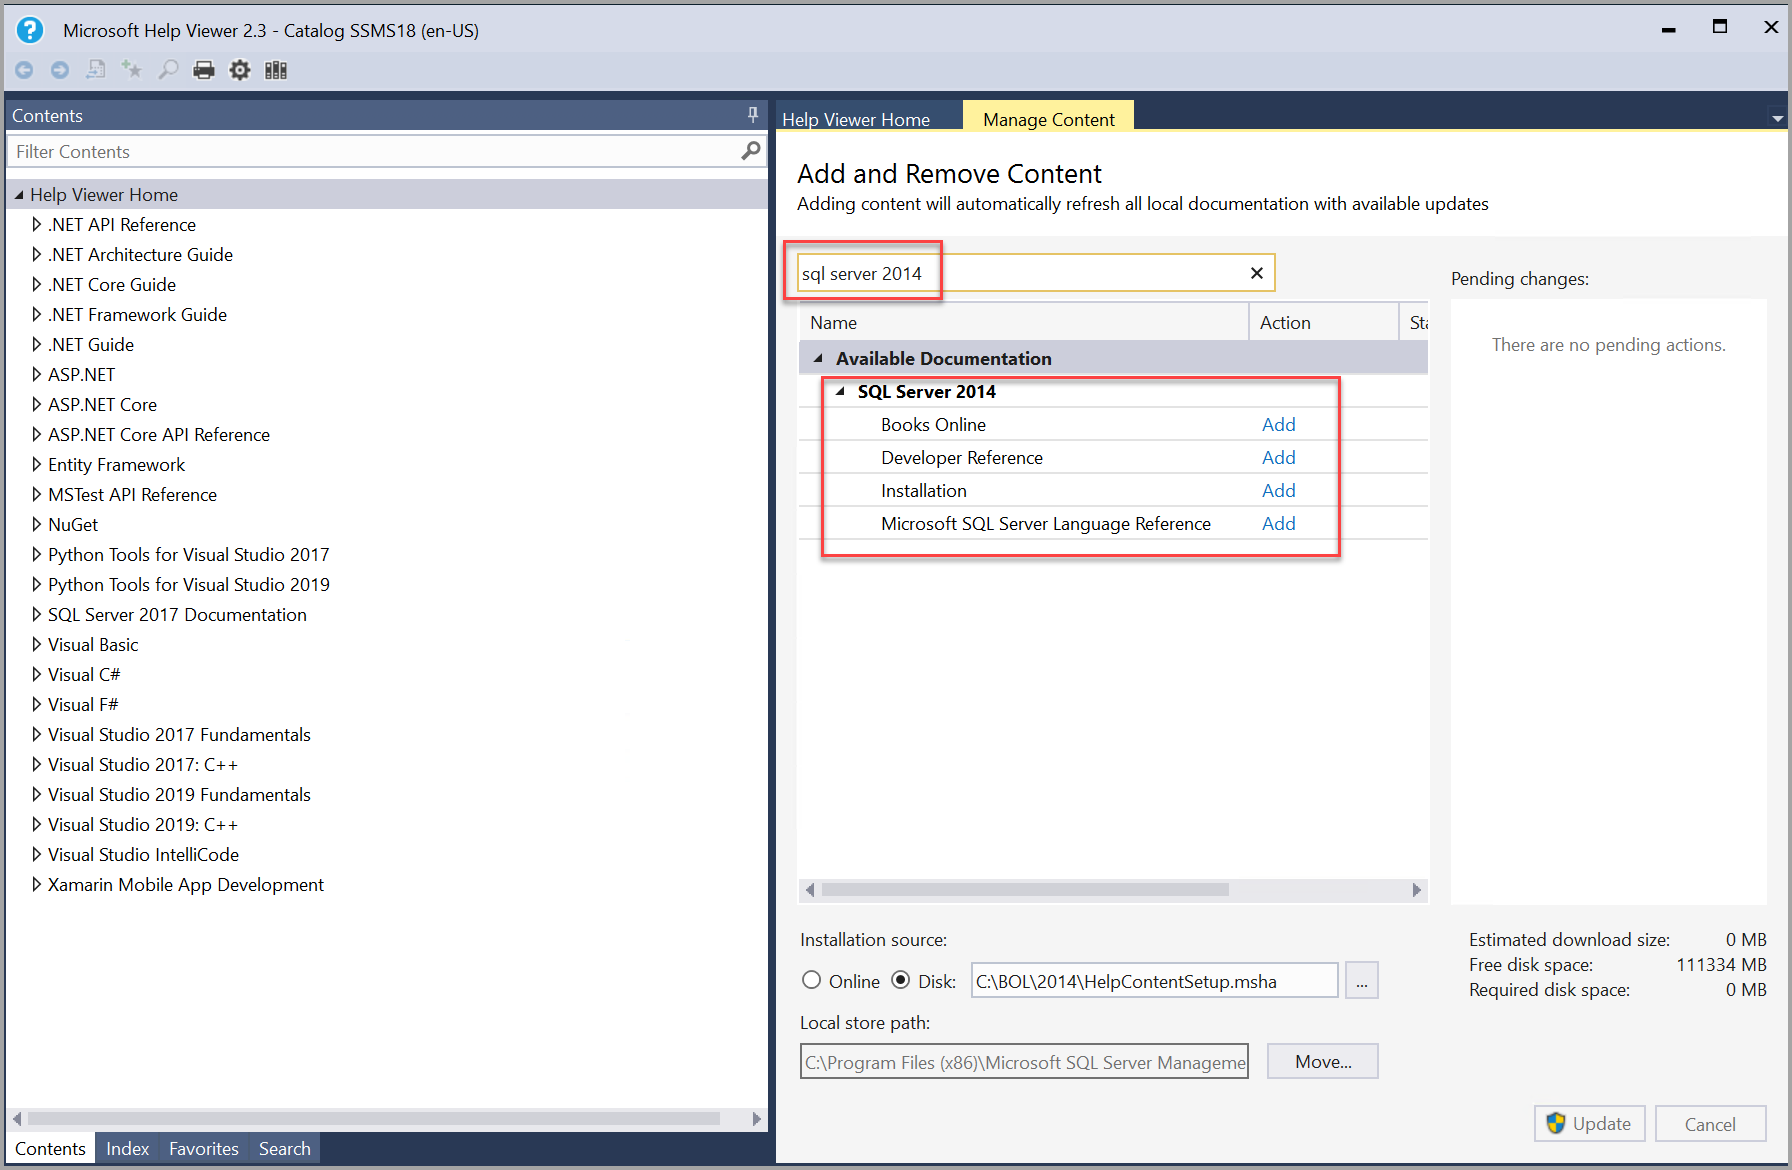 Microsoft Help Viewer 2.3 - Catalog SSMS18 (en-US)
Contents
Filter Contents
Help Viewer Home
.NET API Reference
.NET Architecture Guide
.NET Core Guide
.NET Framework Guide
.NET Guide
ASP.NET
ASP.NET Core
ASP.NET Core API Reference
Entity Framework
MSTest API Reference
NuGet
Python Tools for Visual Studio 2017
Python Tools for Visual Studio 2019
SQL Server 2017 Documentation
Visual Basic
Visual C#
Visual F#
Visual Studio 2017 Fundamentals
Visual Studio 2017: C++
Visual Studio 2019 Fundamentals
Visual Studio 2019: C++
Visual Studio IntelliCode
Xamarin Mobile App Development
Contents Index Favorites Search
Help Viewer Home Manage Content
Add and Remove Content
Adding content will automatically refresh all local documentation with available updates
sql server 2014
Name Action Sta
Available Documentation
SQL Server 2014
Books Online Add
Developer Reference Add
Installation Add
Microsoft SQL Server Language Reference Add
Pending changes:
There are no pending actions.
Installation source:
Online Disk: C:\BOL\2014\HelpContentSetup.msha ...
Local store path:
C:\Program Files (x86)\Microsoft SQL Server Manageme Move...
Estimated download size: 0 MB
Free disk space: 111334 MB
Required disk space: 0 MB
Update Cancel